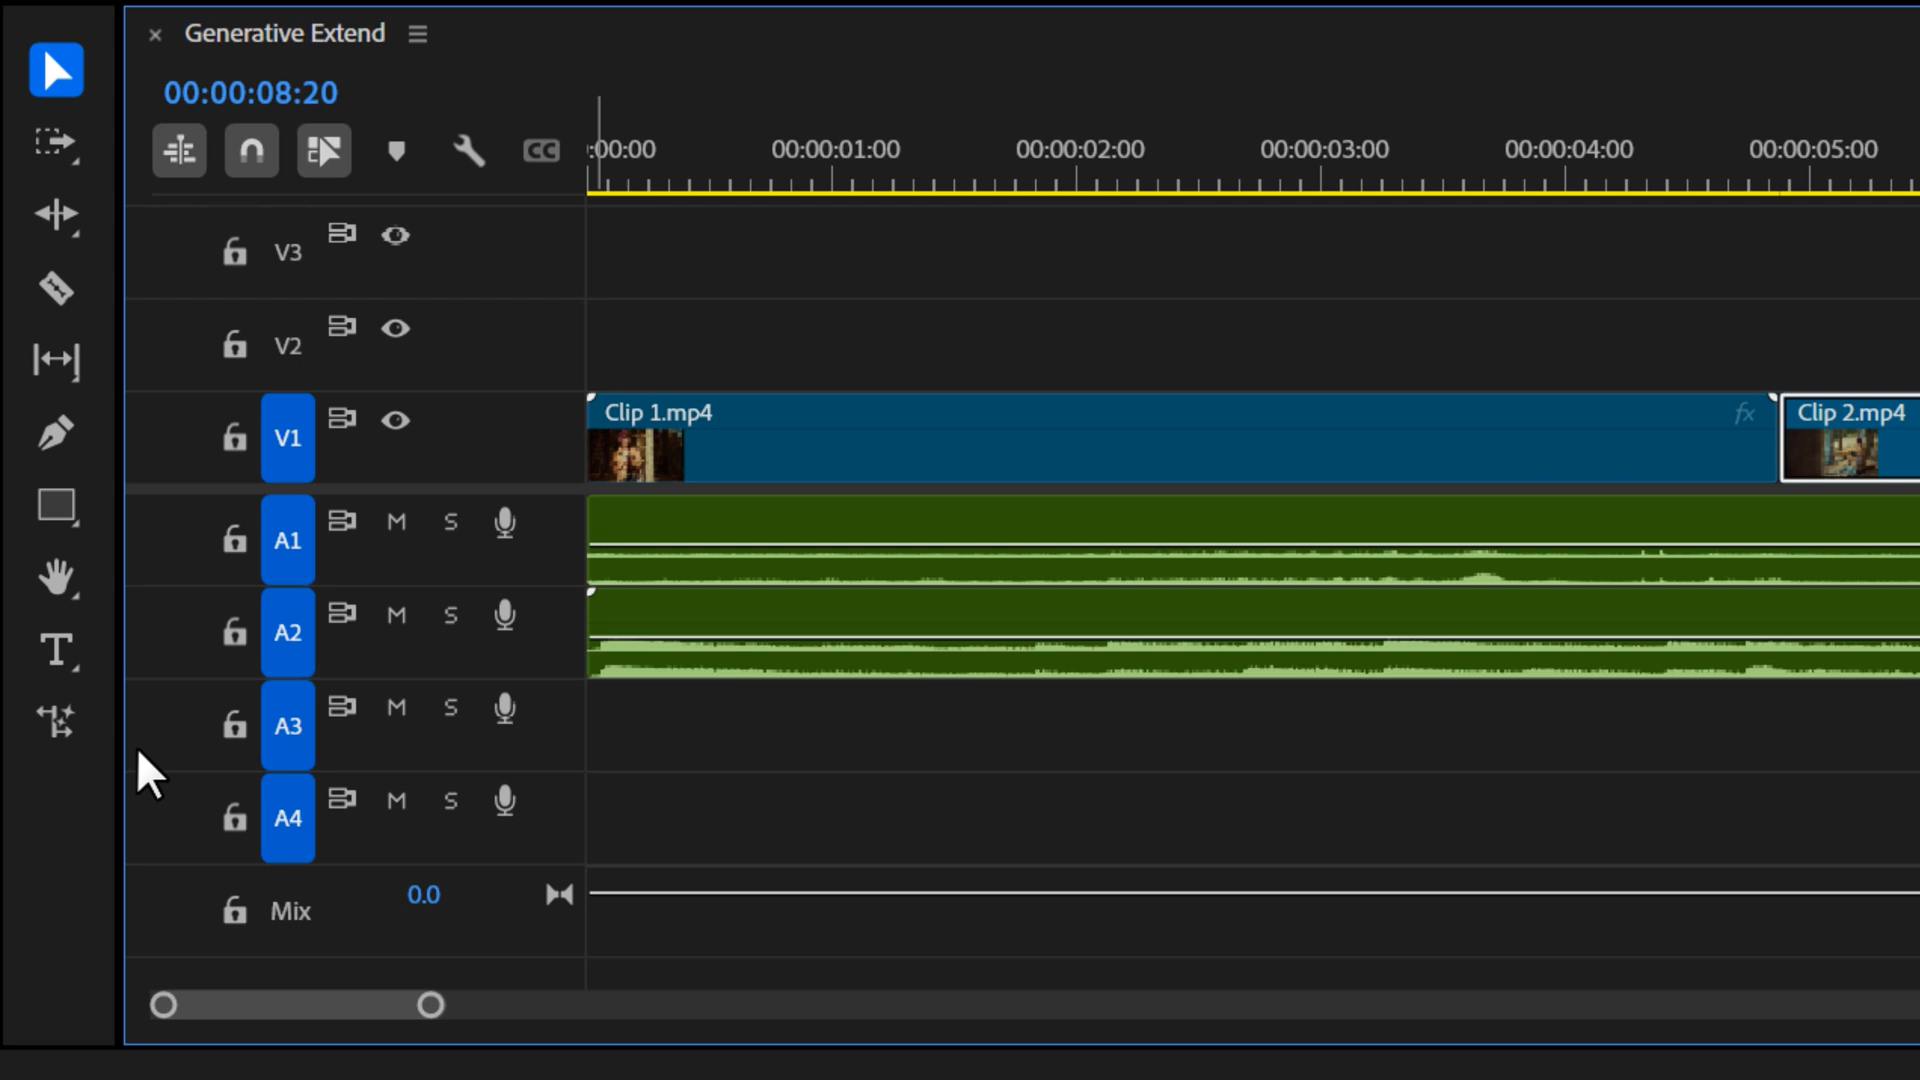 Generative Extend
00:00:08:20
CC
:00:00 00:00:01:00 00:00:02:00 00:00:03:00 00:00:04:00 00:00:05:00
V3
V2
V1
Clip 1.mp4 fx Clip 2.mp4
A1 M S
A2 M S
A3 M S
A4 M S
Mix 0.0
T